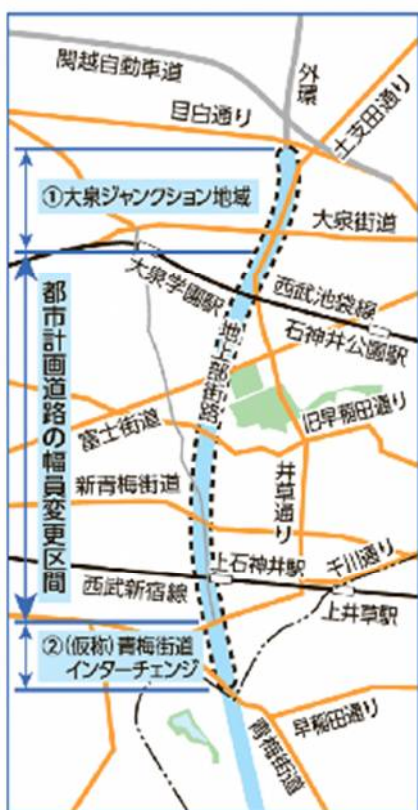 関越自動車道
外環
目白通り
土支田通り
①大泉ジャンクション地域
大泉街道
大泉学園駅
西武池袋線
石神井公園駅
地上部街路
都市計画道路の幅員変更区間
富士街道
旧早稲田通り
新青梅街道
井草通り
上石神井駅
千川通り
西武新宿線
上井草駅
②(仮称)青梅街道
インターチェンジ
早稲田通り
青梅街道